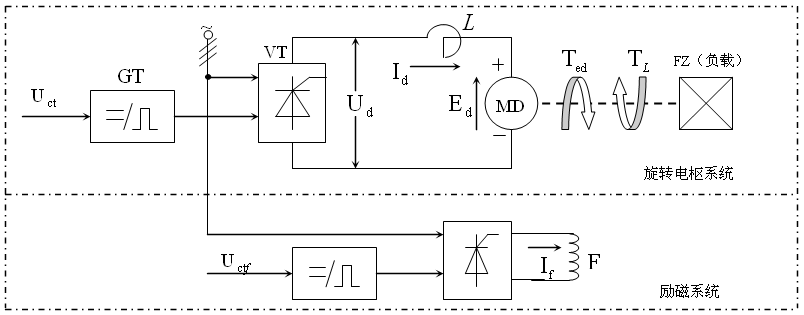 ~
L
VT
GT
U ct
=/
I d
U d
+
E d
MD
−
T ed
T L
FZ（负载）
旋转电枢系统
U ctf
=/
I f
F
励磁系统